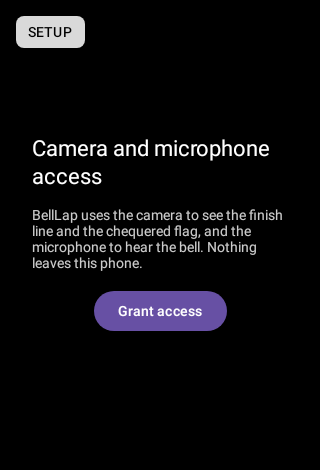 SETUP
Camera and microphone
access
BellLap uses the camera to see the finish
line and the chequered flag, and the
microphone to hear the bell. Nothing
leaves this phone.
Grant access